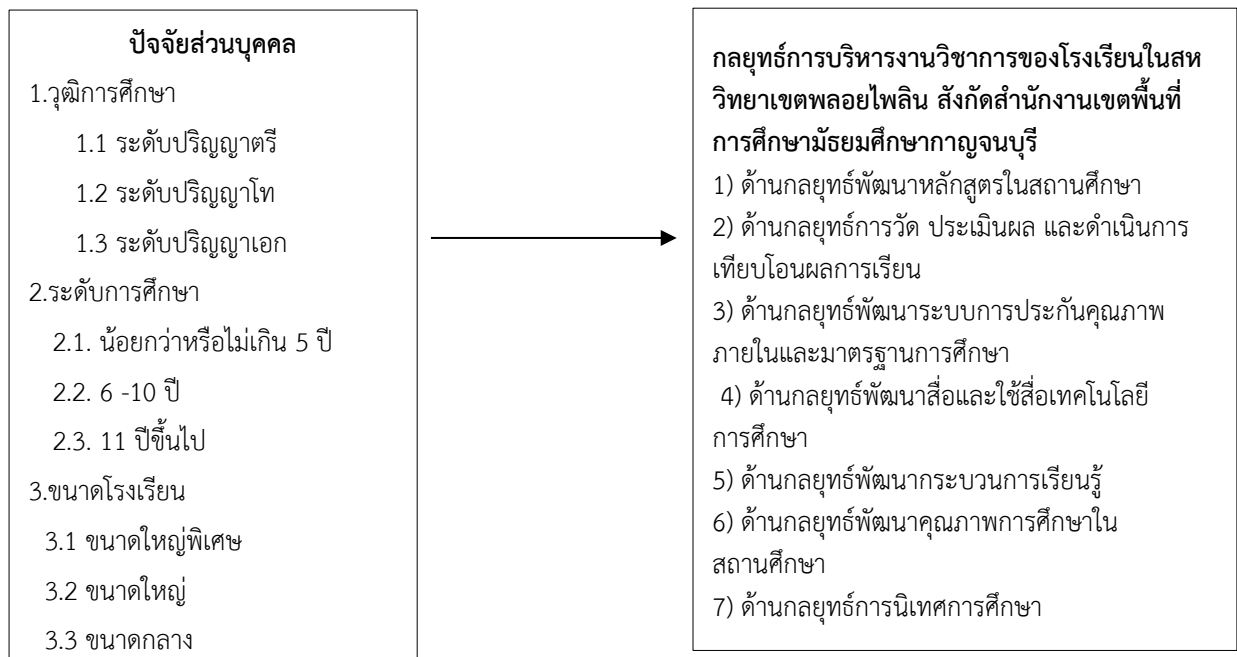 ปัจจัยส่วนบุคคล
1.วุฒิการศึกษา
1.1 ระดับปริญญาตรี
1.2 ระดับปริญญาโท
1.3 ระดับปริญญาเอก
2.ระดับการศึกษา
2.1. น้อยกว่าหรือไม่เกิน 5 ปี
2.2. 6 -10 ปี
2.3. 11 ปีขึ้นไป
3.ขนาดโรงเรียน
3.1 ขนาดใหญ่พิเศษ
3.2 ขนาดใหญ่
3.3 ขนาดกลาง
กลยุทธ์การบริหารงานวิชาการของโรงเรียนในสห
วิทยาเขตพลอยไพลิน สังกัดสำนักงานเขตพื้นที่
การศึกษามัธยมศึกษากาญจนบุรี
1) ด้านกลยุทธ์พัฒนาหลักสูตรในสถานศึกษา
2) ด้านกลยุทธ์การวัด ประเมินผล และดำเนินการ
เทียบโอนผลการเรียน
3) ด้านกลยุทธ์พัฒนาระบบการประกันคุณภาพ
ภายในและมาตรฐานการศึกษา
4) ด้านกลยุทธ์พัฒนาสื่อและใช้สื่อเทคโนโลยี
การศึกษา
5) ด้านกลยุทธ์พัฒนากระบวนการเรียนรู้
6) ด้านกลยุทธ์พัฒนาคุณภาพการศึกษาใน
สถานศึกษา
7) ด้านกลยุทธ์การนิเทศการศึกษา